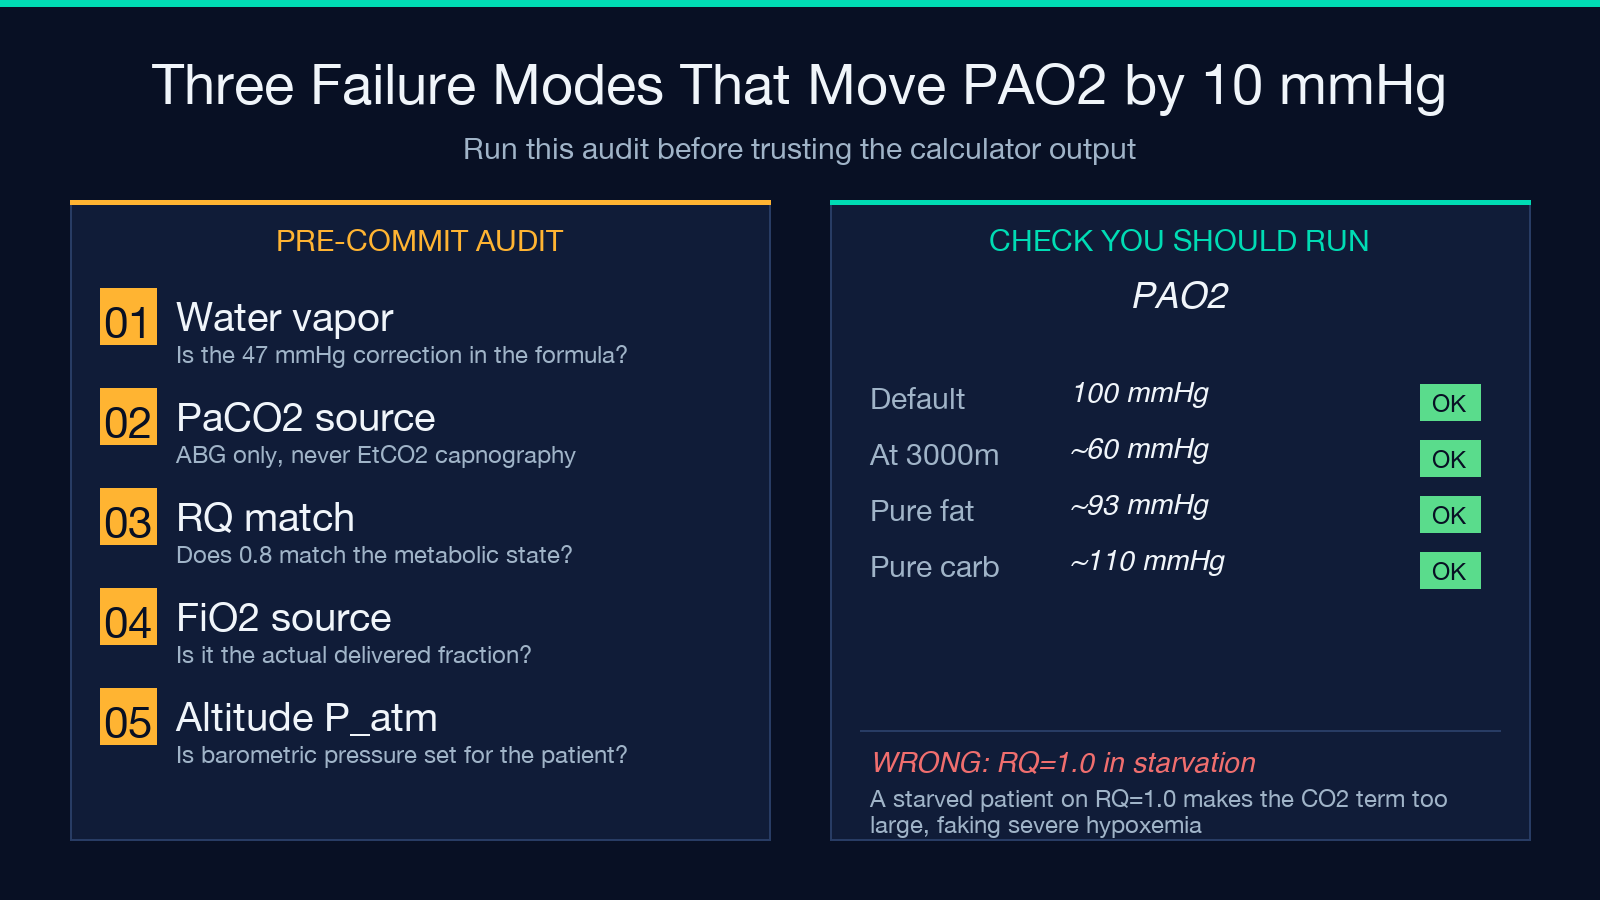 Three Failure Modes That Move PAO2 by 10 mmHg
Run this audit before trusting the calculator output
PRE-COMMIT AUDIT
01
Water vapor
Is the 47 mmHg correction in the formula?
02
PaCO2 source
ABG only, never EtCO2 capnography
03
RQ match
Does 0.8 match the metabolic state?
04
FiO2 source
Is it the actual delivered fraction?
05
Altitude P_atm
Is barometric pressure set for the patient?
CHECK YOU SHOULD RUN
PAO2
Default 100 mmHg OK
At 3000m ~60 mmHg OK
Pure fat ~93 mmHg OK
Pure carb ~110 mmHg OK
WRONG: RQ=1.0 in starvation
A starved patient on RQ=1.0 makes the CO2 term too
large, faking severe hypoxemia